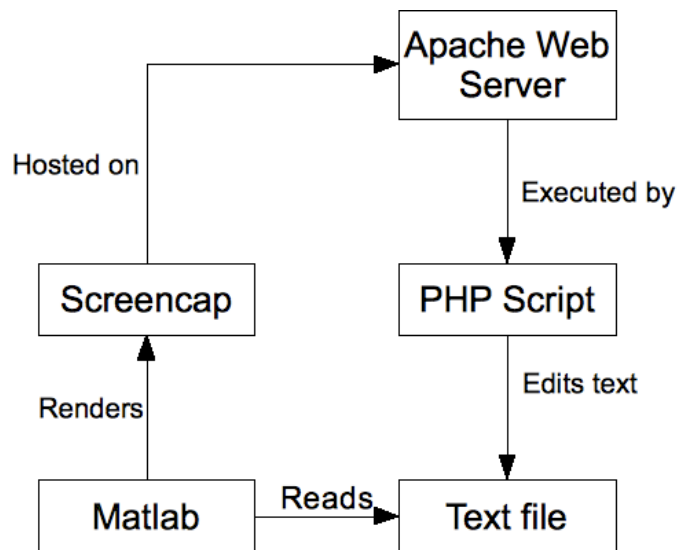 Apache Web
Server
Hosted on
Executed by
Screencap
PHP Script
Renders
Edits text
Matlab
Reads
Text file